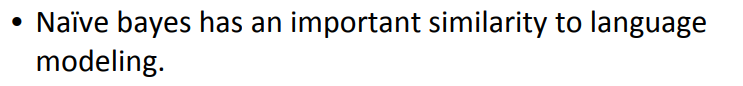 • Naïve bayes has an important similarity to language
modeling.